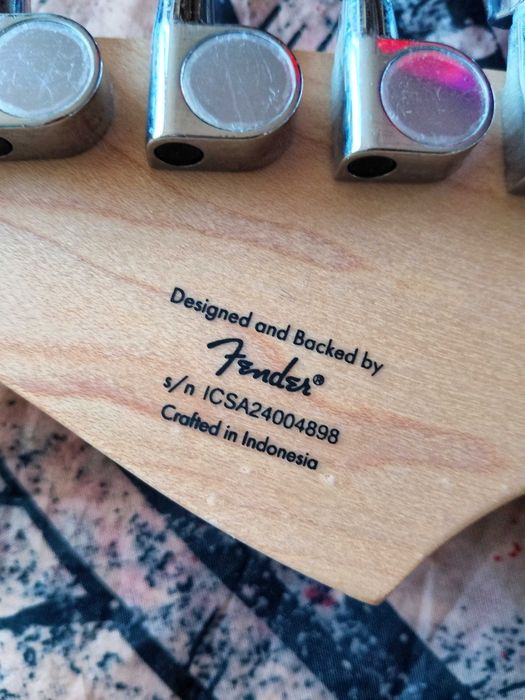 Designed and Backed by
Fender®
s/n ICSA24004898
Crafted in Indonesia